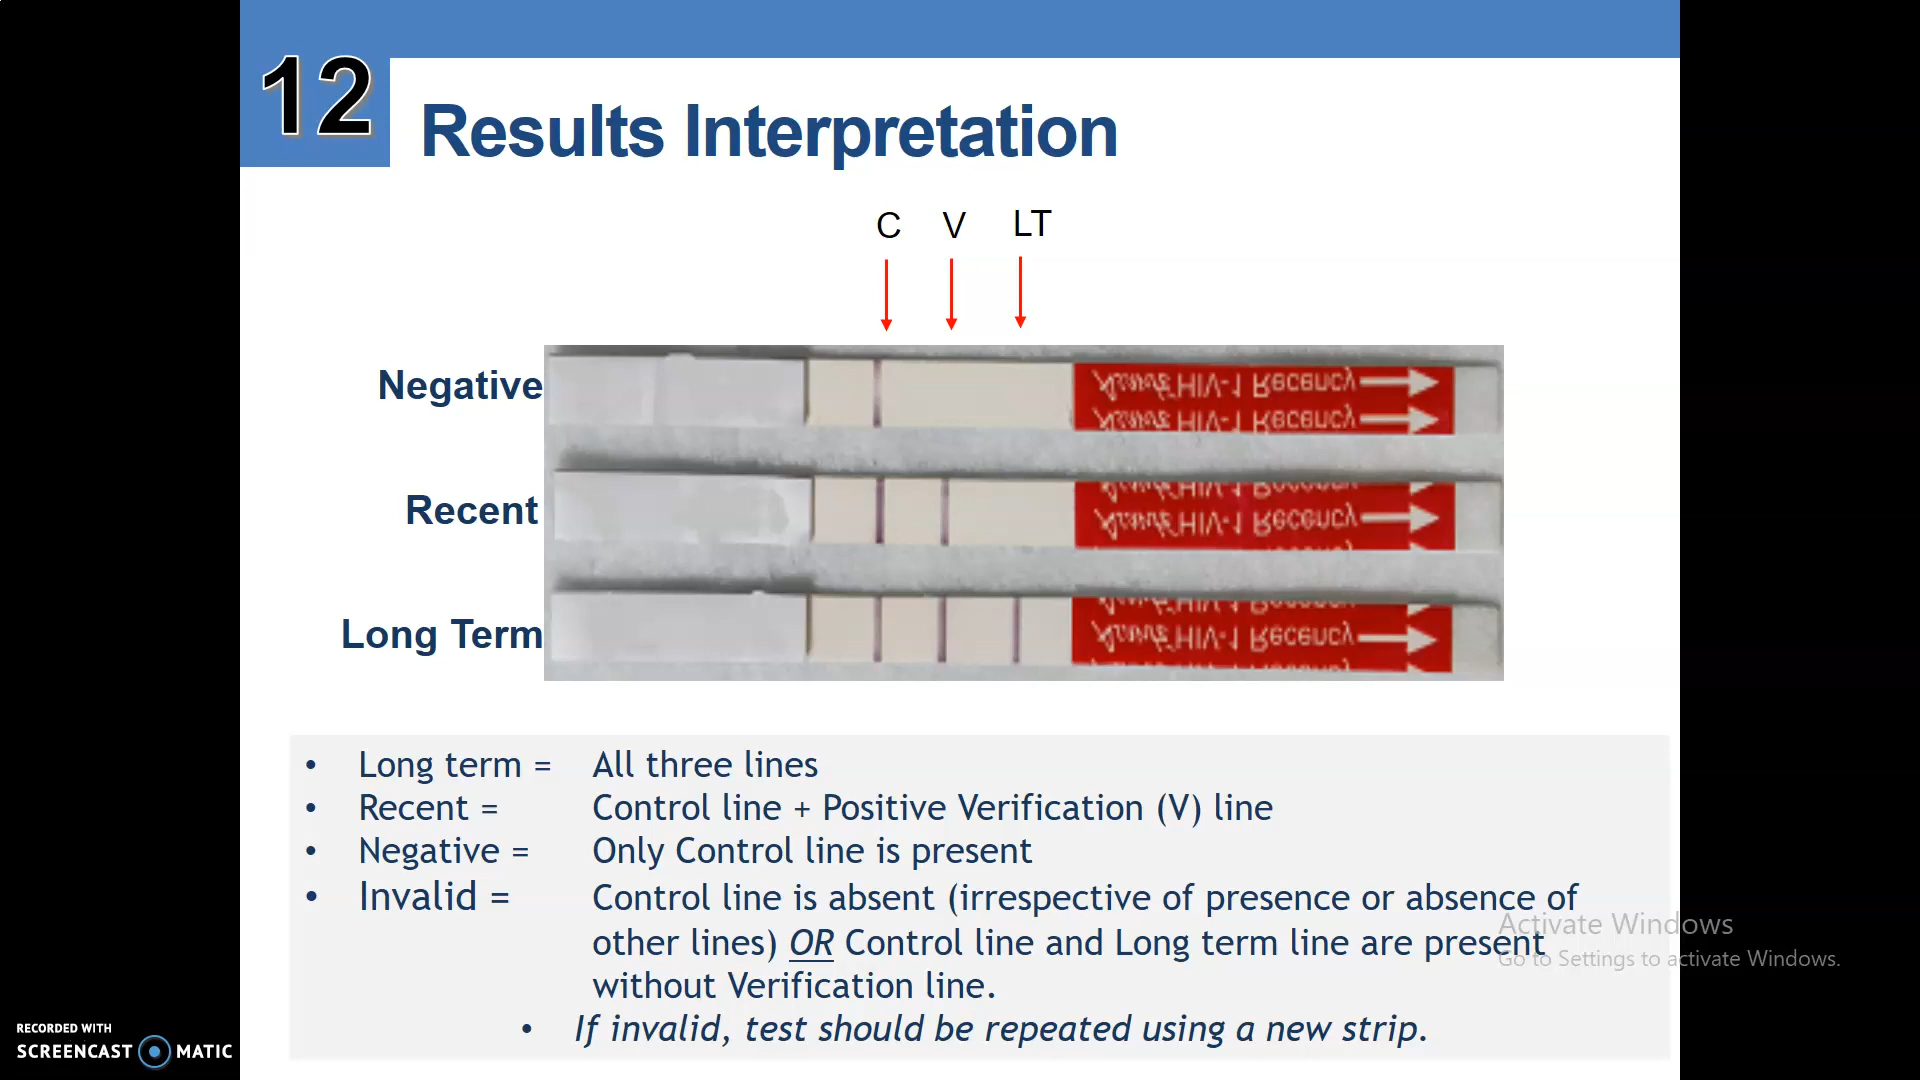 12
Results Interpretation
C V LT
Negative
HIV-1 Recency
HIV-1 Recency
Recent
Recency
HIV-1 Recency
Long Term
HIV-1 Recency
• Long term = All three lines
• Recent = Control line + Positive Verification (V) line
• Negative = Only Control line is present
• Invalid = Control line is absent (irrespective of presence or absence of
other lines) OR Control line and Long term line are present
without Verification line.
• If invalid, test should be repeated using a new strip.
Activate Windows
Go to Settings to activate Windows.
RECORDED WITH
SCREENCAST MATIC